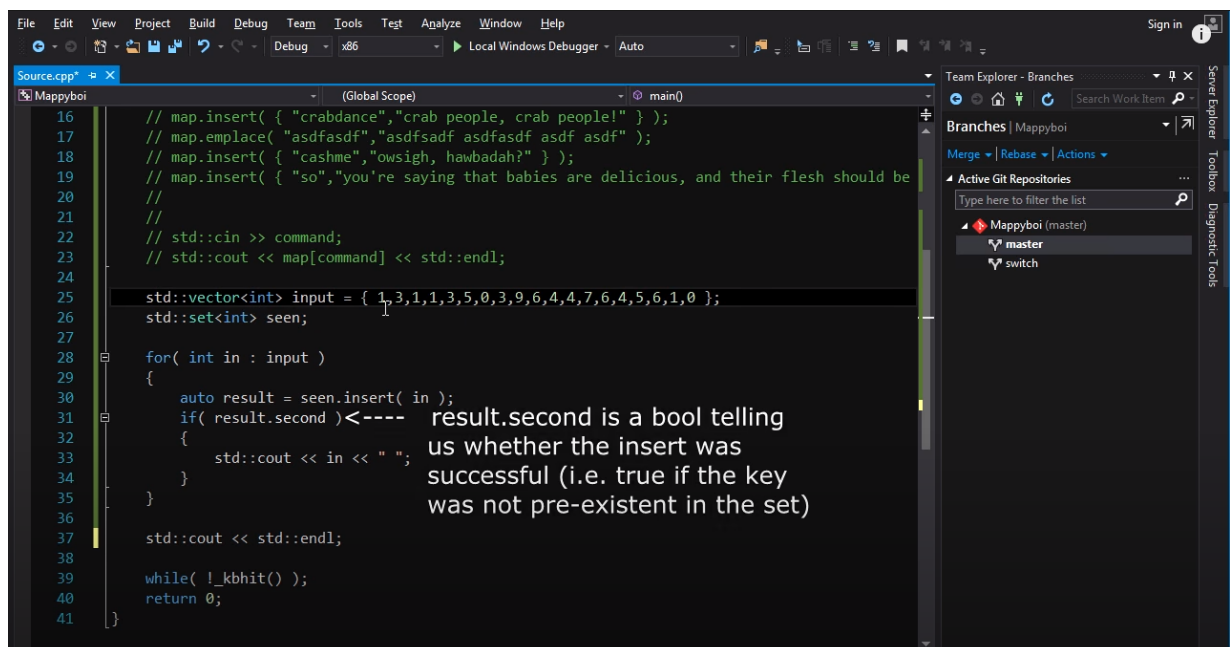 File Edit View Project Build Debug Team Tools Test Analyze Window Help Sign in
Debug x86 Local Windows Debugger Auto
Source.cpp*
Mappyboi (Global Scope) main()
16 // map.insert( { "crabdance","crab people, crab people!" } );
17 // map.emplace( "asdfasdf","asdfsadf asdfasdf asdf asdf" );
18 // map.insert( { "cashme","owsigh, hawbadah?" } );
19 // map.insert( { "so","you're saying that babies are delicious, and their flesh should be
20 //
21 //
22 // std::cin >> command;
23 // std::cout << map[command] << std::endl;
24
25 std::vector<int> input = { 1,3,1,1,3,5,0,3,9,6,4,4,7,6,4,5,6,1,0 };
26 std::set<int> seen;
27
28 for( int in : input )
29 {
30 auto result = seen.insert( in );
31 if( result.second )
32 {
33 std::cout << in << " ";
34 }
35 }
36
37 std::cout << std::endl;
38
39 while( !_kbhit() );
40 return 0;
41 }
<---- result.second is a bool telling
us whether the insert was
successful (i.e. true if the key
was not pre-existent in the set)
Team Explorer - Branches
Search Work Item
Branches | Mappyboi
Merge Rebase Actions
Active Git Repositories
Type here to filter the list
Mappyboi (master)
master
switch
Server Explorer
Toolbox
Diagnostic Tools